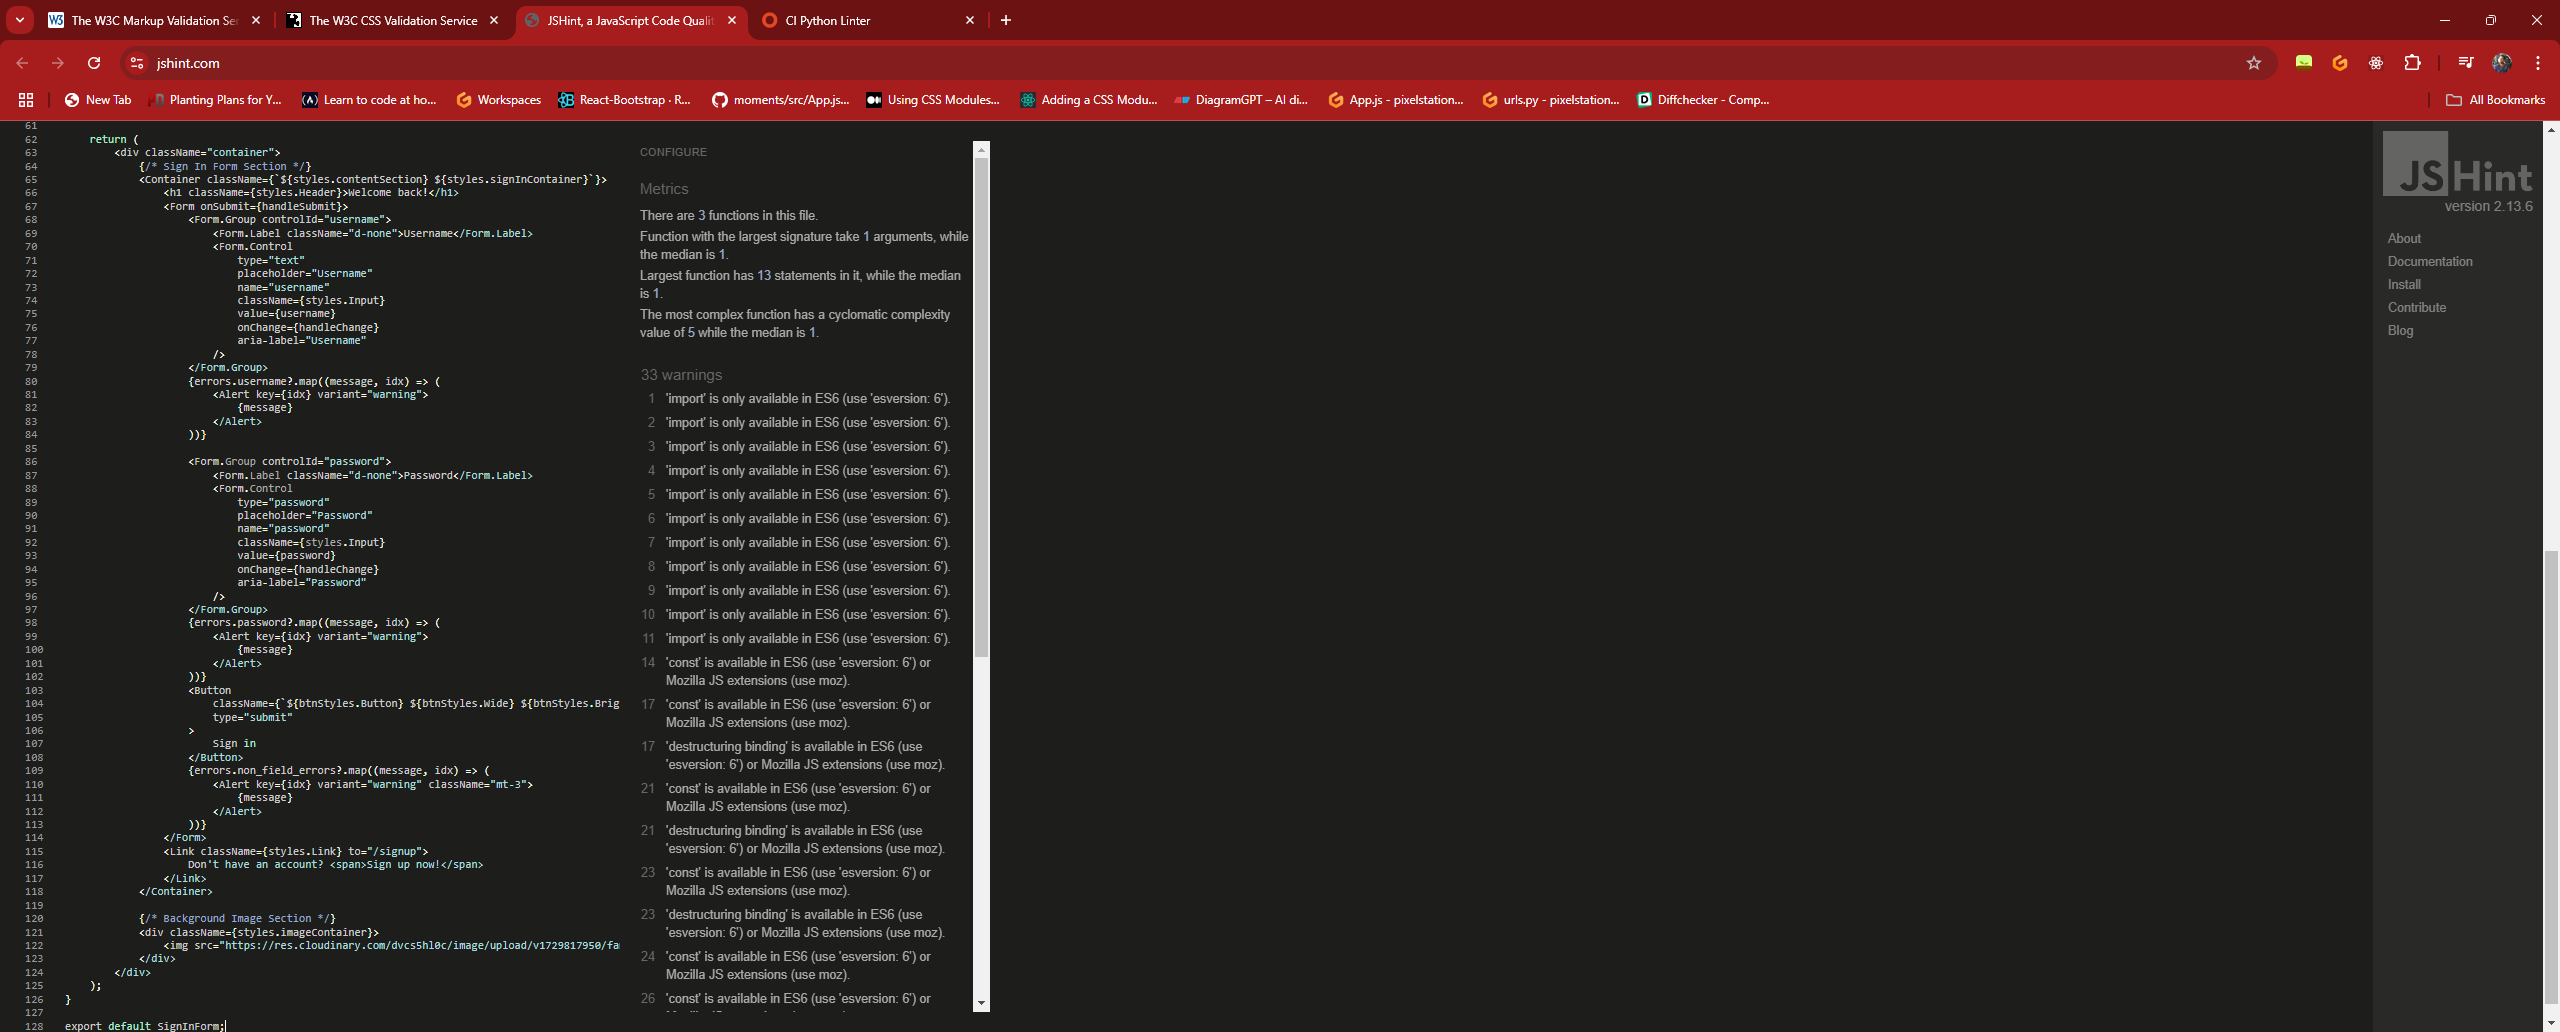 The W3C Markup Validation Se
The W3C CSS Validation Service
JSHint, a JavaScript Code Qualit
CI Python Linter
jshint.com
New Tab
Planting Plans for Y...
Learn to code at ho...
Workspaces
React-Bootstrap · R...
moments/src/App.js...
Using CSS Modules...
Adding a CSS Modu...
DiagramGPT – AI di...
App.js - pixelstation...
urls.py - pixelstation...
Diffchecker - Comp...
All Bookmarks
61
62 return (
63 <div className="container">
64 {/* Sign In Form Section */}
65 <Container className={`${styles.contentSection} ${styles.signInContainer}`}>
66 <h1 className={styles.Header}>Welcome back!</h1>
67 <Form onSubmit={handleSubmit}>
68 <Form.Group controlId="username">
69 <Form.Label className="d-none">Username</Form.Label>
70 <Form.Control
71 type="text"
72 placeholder="Username"
73 name="username"
74 className={styles.Input}
75 value={username}
76 onChange={handleChange}
77 aria-label="Username"
78 />
79 </Form.Group>
80 {errors.username?.map((message, idx) => (
81 <Alert key={idx} variant="warning">
82 {message}
83 </Alert>
84 ))}
85
86 <Form.Group controlId="password">
87 <Form.Label className="d-none">Password</Form.Label>
88 <Form.Control
89 type="password"
90 placeholder="Password"
91 name="password"
92 className={styles.Input}
93 value={password}
94 onChange={handleChange}
95 aria-label="Password"
96 />
97 </Form.Group>
98 {errors.password?.map((message, idx) => (
99 <Alert key={idx} variant="warning">
100 {message}
101 </Alert>
102 ))}
103 <Button
104 className={`${btnStyles.Button} ${btnStyles.Wide} ${btnStyles.Brig
105 type="submit"
106 >
107 Sign in
108 </Button>
109 {errors.non_field_errors?.map((message, idx) => (
110 <Alert key={idx} variant="warning" className="mt-3">
111 {message}
112 </Alert>
113 ))}
114 </Form>
115 <Link className={styles.Link} to="/signup">
116 Don't have an account? <span>Sign up now!</span>
117 </Link>
118 </Container>
119
120 {/* Background Image Section */}
121 <div className={styles.imageContainer}>
122 <img src="https://res.cloudinary.com/dvcs5hl0c/image/upload/v1729817950/fa
123 </div>
124 </div>
125 );
126 }
127
128 export default SignInForm;
CONFIGURE
Metrics
There are 3 functions in this file.
Function with the largest signature take 1 arguments, while
the median is 1.
Largest function has 13 statements in it, while the median
is 1.
The most complex function has a cyclomatic complexity
value of 5 while the median is 1.
33 warnings
1 'import' is only available in ES6 (use 'esversion: 6').
2 'import' is only available in ES6 (use 'esversion: 6').
3 'import' is only available in ES6 (use 'esversion: 6').
4 'import' is only available in ES6 (use 'esversion: 6').
5 'import' is only available in ES6 (use 'esversion: 6').
6 'import' is only available in ES6 (use 'esversion: 6').
7 'import' is only available in ES6 (use 'esversion: 6').
8 'import' is only available in ES6 (use 'esversion: 6').
9 'import' is only available in ES6 (use 'esversion: 6').
10 'import' is only available in ES6 (use 'esversion: 6').
11 'import' is only available in ES6 (use 'esversion: 6').
14 'const' is available in ES6 (use 'esversion: 6') or
Mozilla JS extensions (use moz).
17 'const' is available in ES6 (use 'esversion: 6') or
Mozilla JS extensions (use moz).
17 'destructuring binding' is available in ES6 (use
'esversion: 6') or Mozilla JS extensions (use moz).
21 'const' is available in ES6 (use 'esversion: 6') or
Mozilla JS extensions (use moz).
21 'destructuring binding' is available in ES6 (use
'esversion: 6') or Mozilla JS extensions (use moz).
23 'const' is available in ES6 (use 'esversion: 6') or
Mozilla JS extensions (use moz).
23 'destructuring binding' is available in ES6 (use
'esversion: 6') or Mozilla JS extensions (use moz).
24 'const' is available in ES6 (use 'esversion: 6') or
Mozilla JS extensions (use moz).
26 'const' is available in ES6 (use 'esversion: 6') or
JSHint
version 2.13.6
About
Documentation
Install
Contribute
Blog